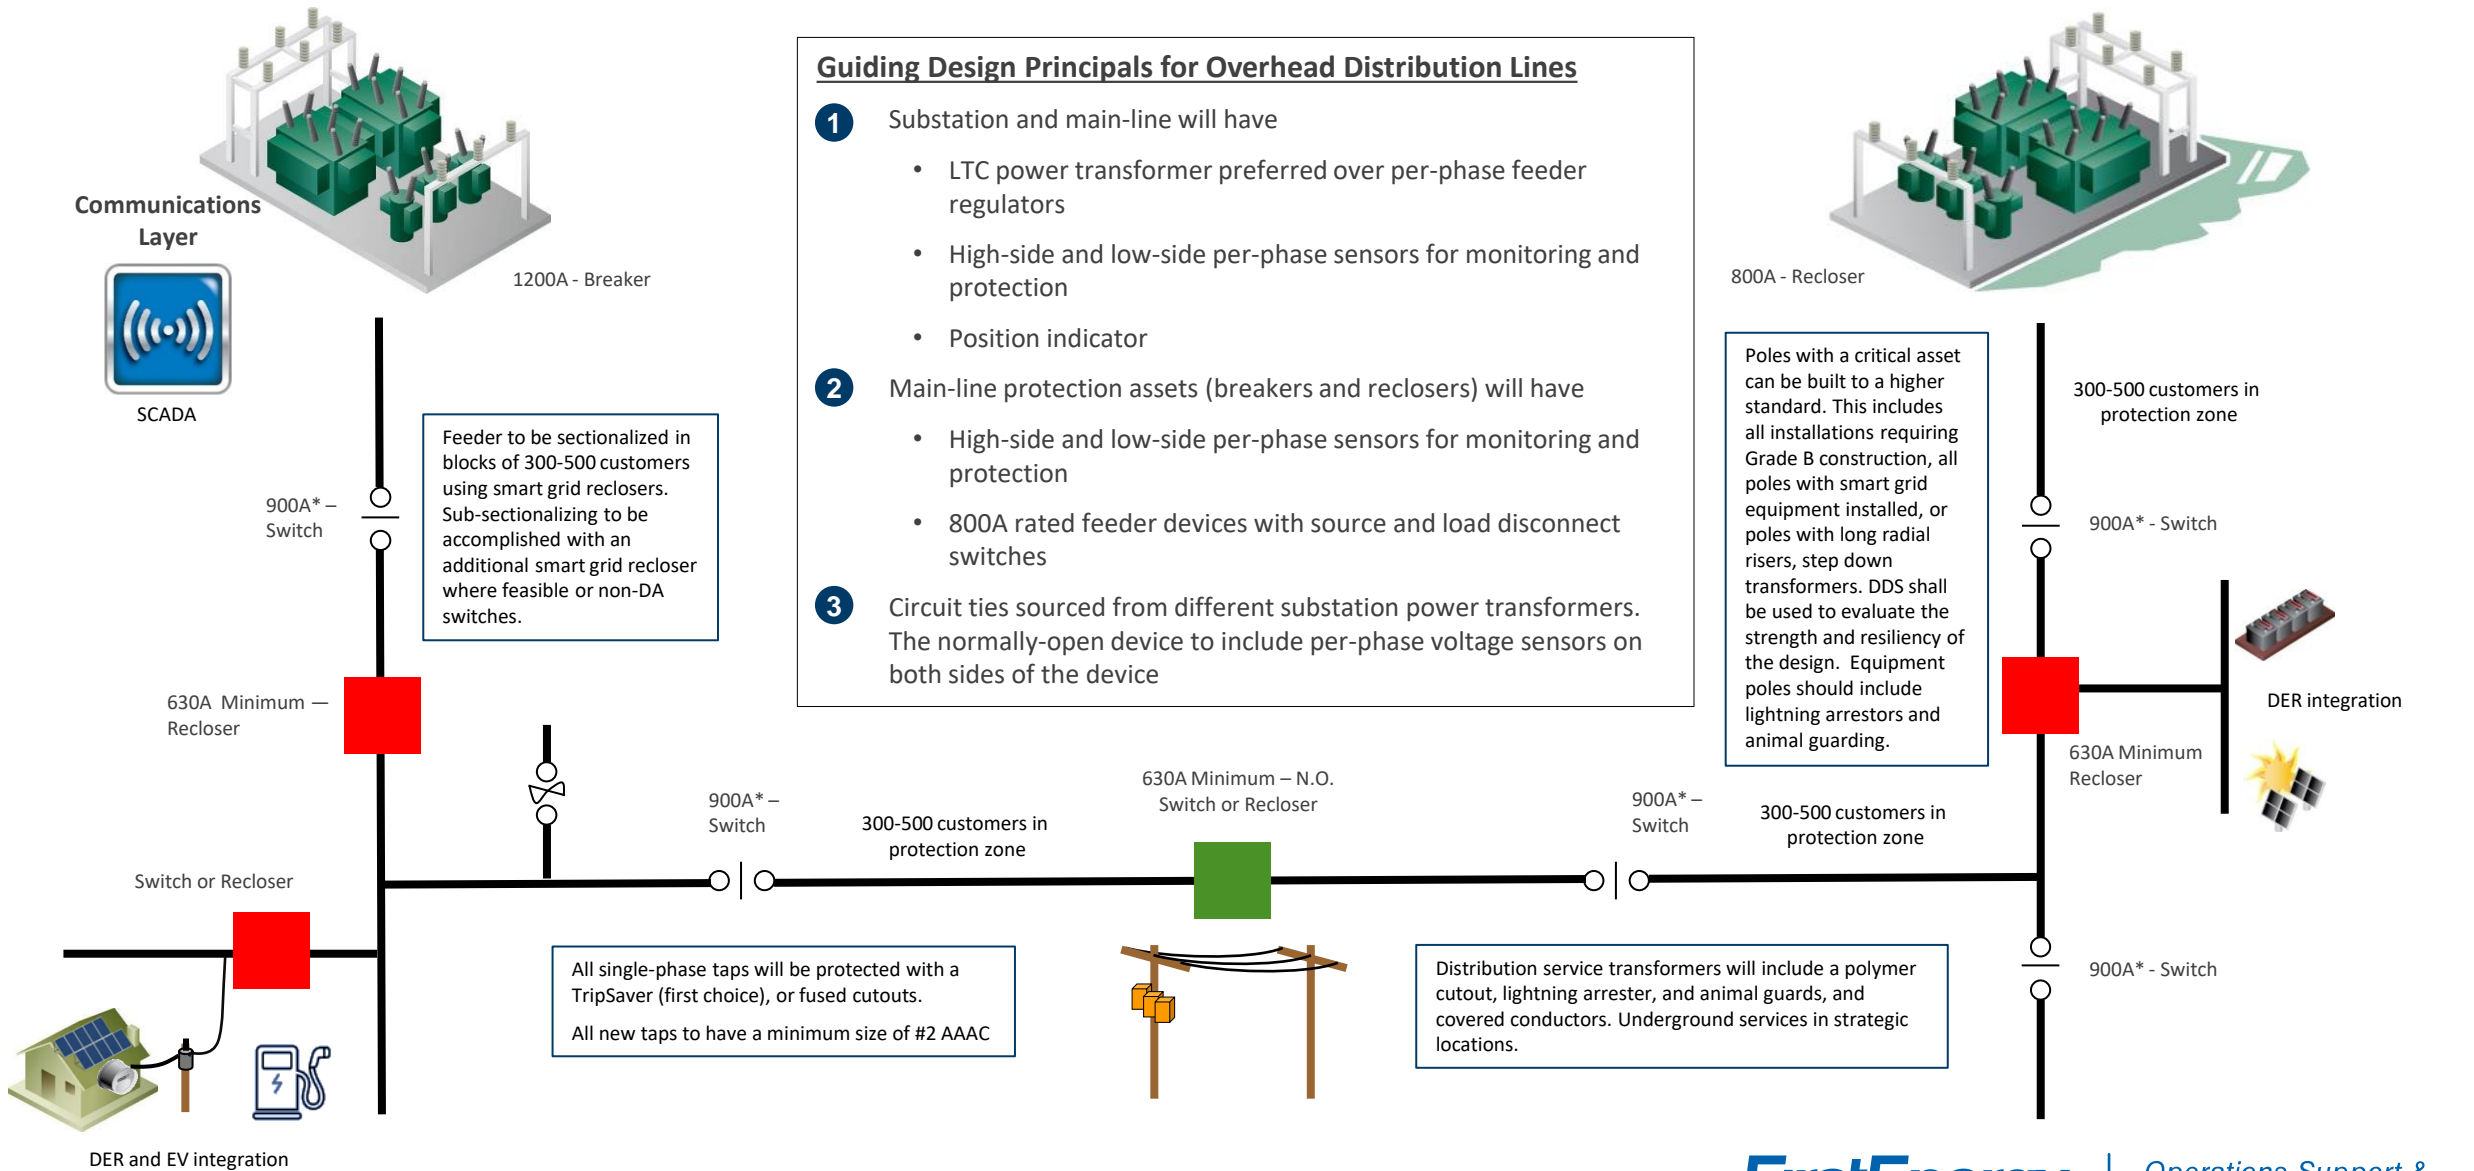 Guiding Design Principals for Overhead Distribution Lines
1
Substation and main-line will have
• LTC power transformer preferred over per-phase feeder
regulators
• High-side and low-side per-phase sensors for monitoring and
protection
• Position indicator
2
Main-line protection assets (breakers and reclosers) will have
• High-side and low-side per-phase sensors for monitoring and
protection
• 800A rated feeder devices with source and load disconnect
switches
3
Circuit ties sourced from different substation power transformers.
The normally-open device to include per-phase voltage sensors on
both sides of the device
Communications
Layer
SCADA
1200A - Breaker
800A - Recloser
900A* –
Switch
Feeder to be sectionalized in
blocks of 300-500 customers
using smart grid reclosers.
Sub-sectionalizing to be
accomplished with an
additional smart grid recloser
where feasible or non-DA
switches.
Poles with a critical asset
can be built to a higher
standard. This includes
all installations requiring
Grade B construction, all
poles with smart grid
equipment installed, or
poles with long radial
risers, step down
transformers. DDS shall
be used to evaluate the
strength and resiliency of
the design. Equipment
poles should include
lightning arrestors and
animal guarding.
300-500 customers in
protection zone
900A* - Switch
630A Minimum —
Recloser
DER integration
630A Minimum
Recloser
900A* –
Switch
300-500 customers in
protection zone
630A Minimum – N.O.
Switch or Recloser
900A* –
Switch
300-500 customers in
protection zone
Switch or Recloser
900A* - Switch
All single-phase taps will be protected with a
TripSaver (first choice), or fused cutouts.
All new taps to have a minimum size of #2 AAAC
Distribution service transformers will include a polymer
cutout, lightning arrester, and animal guards, and
covered conductors. Underground services in strategic
locations.
DER and EV integration
FirstEnergy
Operations Support &